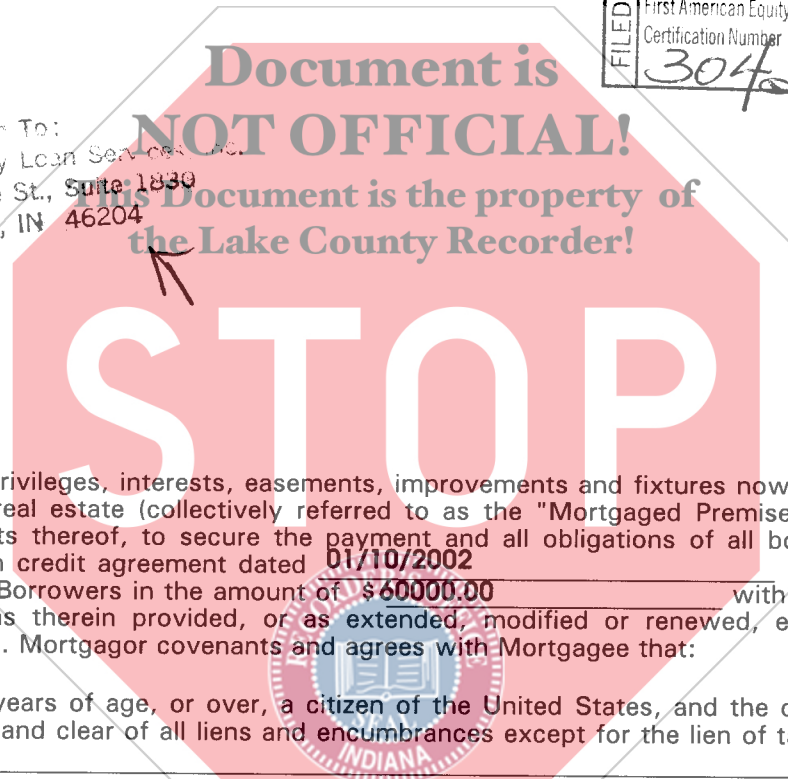 First American Equity
Certification Number
FILED
304
Document is
NOT OFFICIAL!
This Document is the property of
the Lake County Recorder!
To:
y Loan Services Inc.
St., Suite 1830
, IN 46204
STOP
rivileges, interests, easements, improvements and fixtures now
real estate (collectively referred to as the "Mortgaged Premise
ts thereof, to secure the payment and all obligations of all bo
n credit agreement dated 01/10/2002
Borrowers in the amount of $60000.00 with
s therein provided, or as extended, modified or renewed, e
. Mortgagor covenants and agrees with Mortgagee that:
years of age, or over, a citizen of the United States, and the o
and clear of all liens and encumbrances except for the lien of ta
SEAL
INDIANA